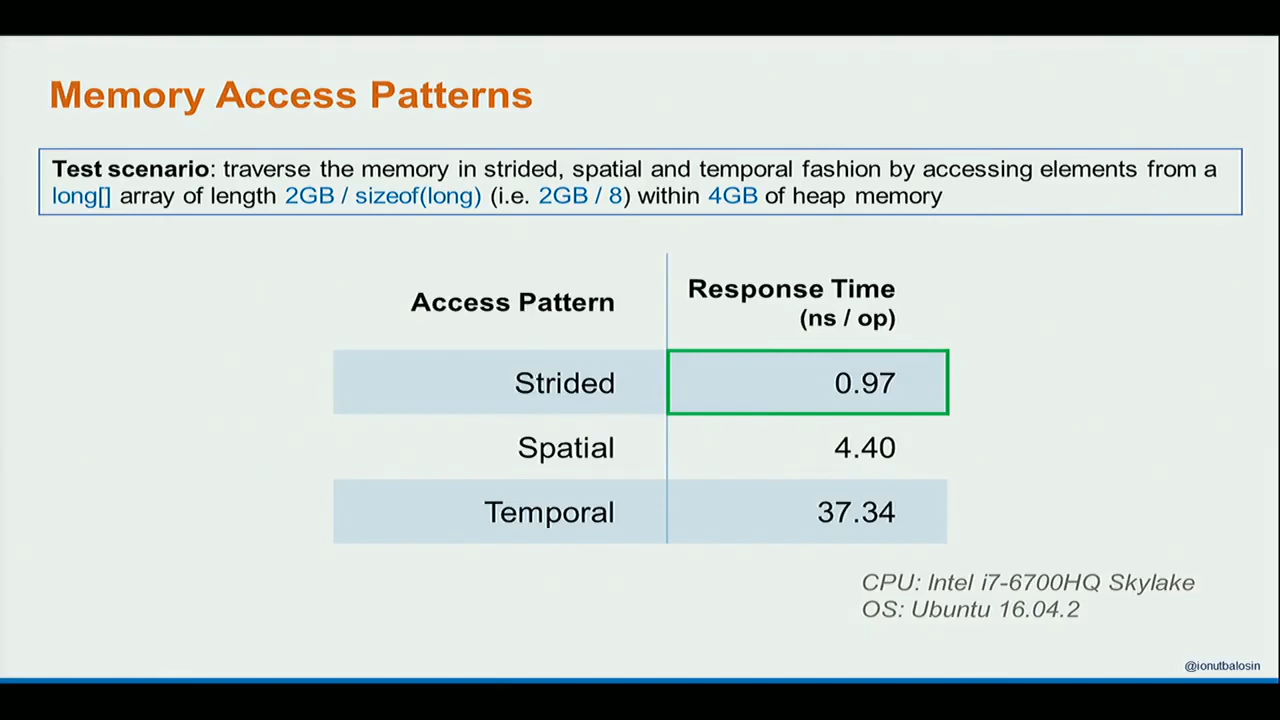 Memory Access Patterns
Test scenario: traverse the memory in strided, spatial and temporal fashion by accessing elements from a
long[] array of length 2GB / sizeof(long) (i.e. 2GB / 8) within 4GB of heap memory
Access Pattern
Response Time
(ns / op)
Strided 0.97
Spatial 4.40
Temporal 37.34
CPU: Intel i7-6700HQ Skylake
OS: Ubuntu 16.04.2
@ionutbalosin